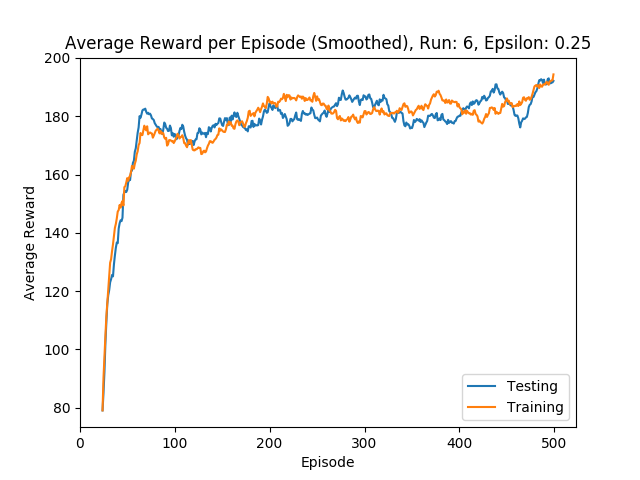 Average Reward per Episode (Smoothed), Run: 6, Epsilon: 0.25
200
180
160
140
120
100
80
Average Reward
0
100
200
300
400
500
Episode
Testing
Training